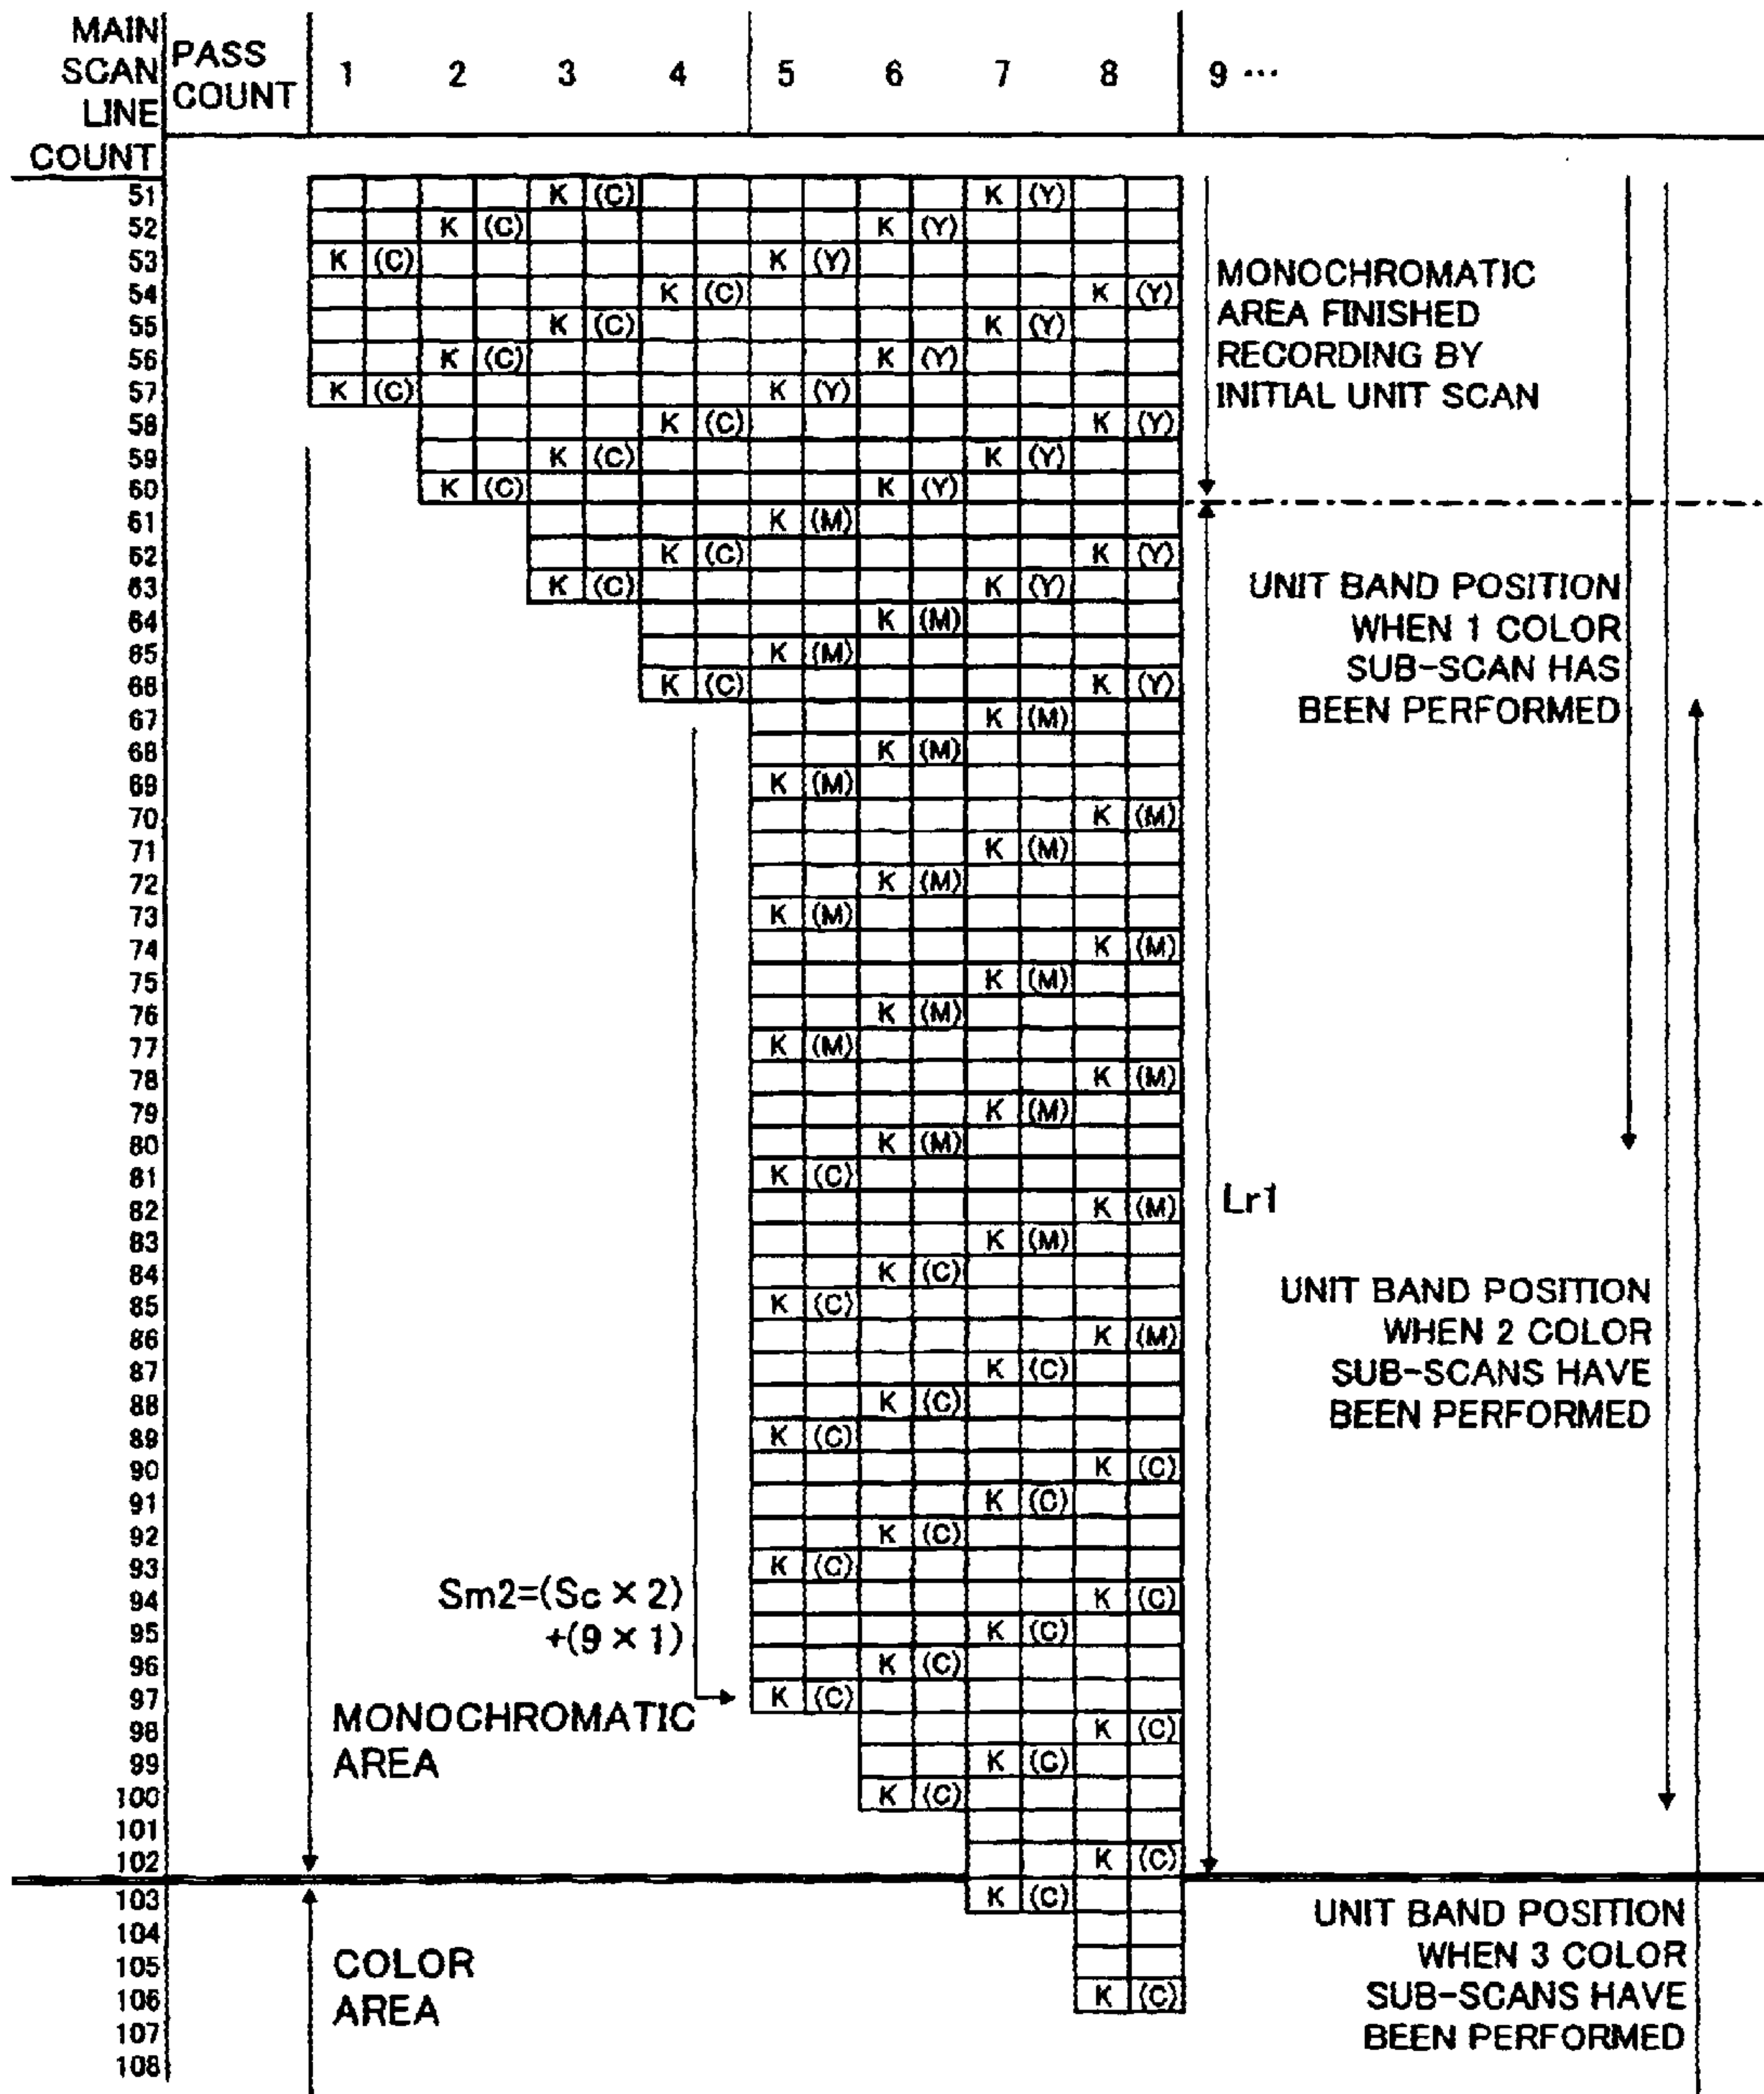 MAIN
SCAN
LINE
COUNT
PASS
COUNT
1 2 3 4 5 6 7 8 9 ...
51 K (C) K (Y)
52 K (C) K (Y)
53 K (C) K (Y)
54 K (C) K (Y)
55 K (C) K (Y)
56 K (C) K (Y)
57 K (C) K (Y)
58 K (C) K (Y)
59 K (C) K (Y)
60 K (C) K (Y)
61 K (M)
62 K (C) K (Y)
63 K (C) K (Y)
64 K (M)
65 K (M)
66 K (C) K (Y)
67 K (M)
68 K (M)
69 K (M)
70 K (M)
71 K (M)
72 K (M)
73 K (M)
74 K (M)
75 K (M)
76 K (M)
77 K (M)
78 K (M)
79 K (M)
80 K (M)
81 K (C)
82 K (M)
83 K (M)
84 K (C)
85 K (C)
86 K (M)
87 K (C)
88 K (C)
89 K (C)
90 K (C)
91 K (C)
92 K (C)
93 K (C)
94 K (C)
95 K (C)
96 K (C)
97 K (C)
98 K (C)
99 K (C)
100 K (C)
101
102 K (C)
103 K (C)
104
105
106 K (C)
107
108
MONOCHROMATIC
AREA FINISHED
RECORDING BY
INITIAL UNIT SCAN
UNIT BAND POSITION
WHEN 1 COLOR
SUB-SCAN HAS
BEEN PERFORMED
Lr1
UNIT BAND POSITION
WHEN 2 COLOR
SUB-SCANS HAVE
BEEN PERFORMED
Sm2=(Sc × 2)
+(9 × 1)
MONOCHROMATIC
AREA
COLOR
AREA
UNIT BAND POSITION
WHEN 3 COLOR
SUB-SCANS HAVE
BEEN PERFORMED